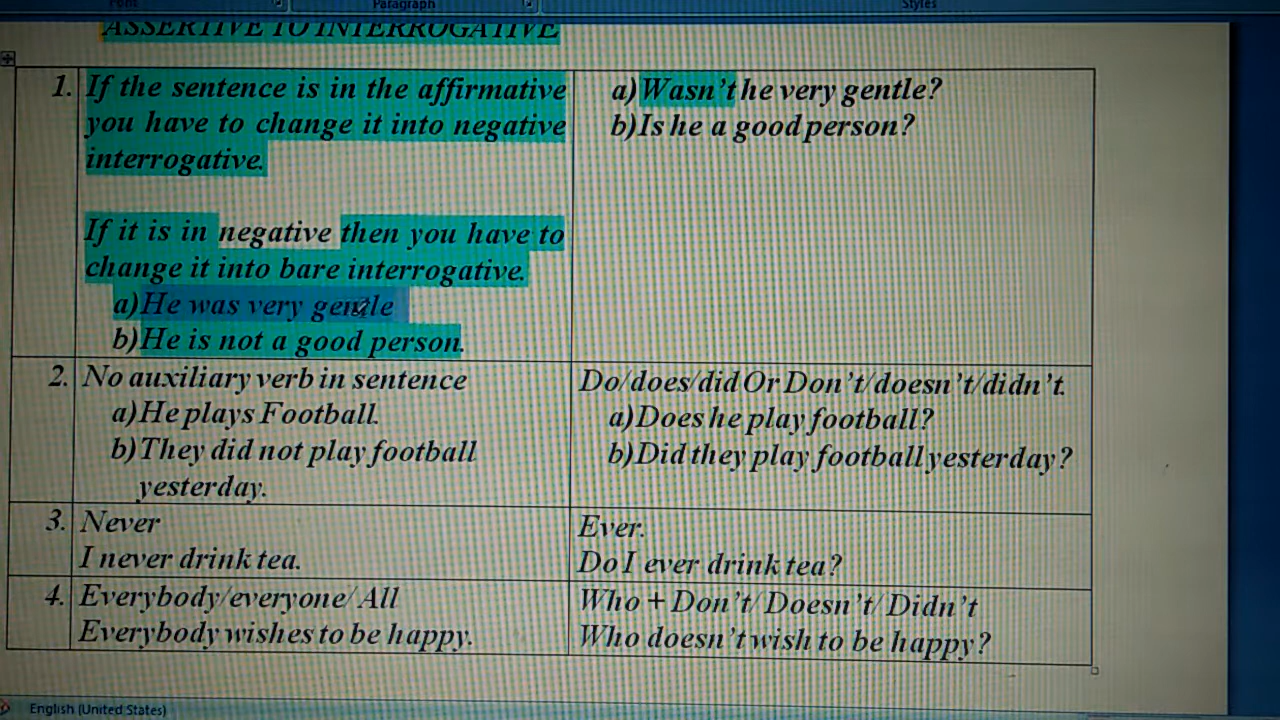 Font Paragraph Styles
ASSERTIVE TO INTERROGATIVE
1. If the sentence is in the affirmative
you have to change it into negative
interrogative.
If it is in negative then you have to
change it into bare interrogative.
a)He was very gentle
b)He is not a good person.
a)Wasn't he very gentle?
b)Is he a good person?
2. No auxiliary verb in sentence
a)He plays Football.
b)They did not play football
yesterday.
Do/does/did Or Don't/doesn't/didn't.
a)Does he play football?
b)Did they play football yesterday?
3. Never
I never drink tea.
Ever.
Do I ever drink tea?
4. Everybody/everyone/ All
Everybody wishes to be happy.
Who + Don't/ Doesn't/ Didn't
Who doesn't wish to be happy?
English (United States)